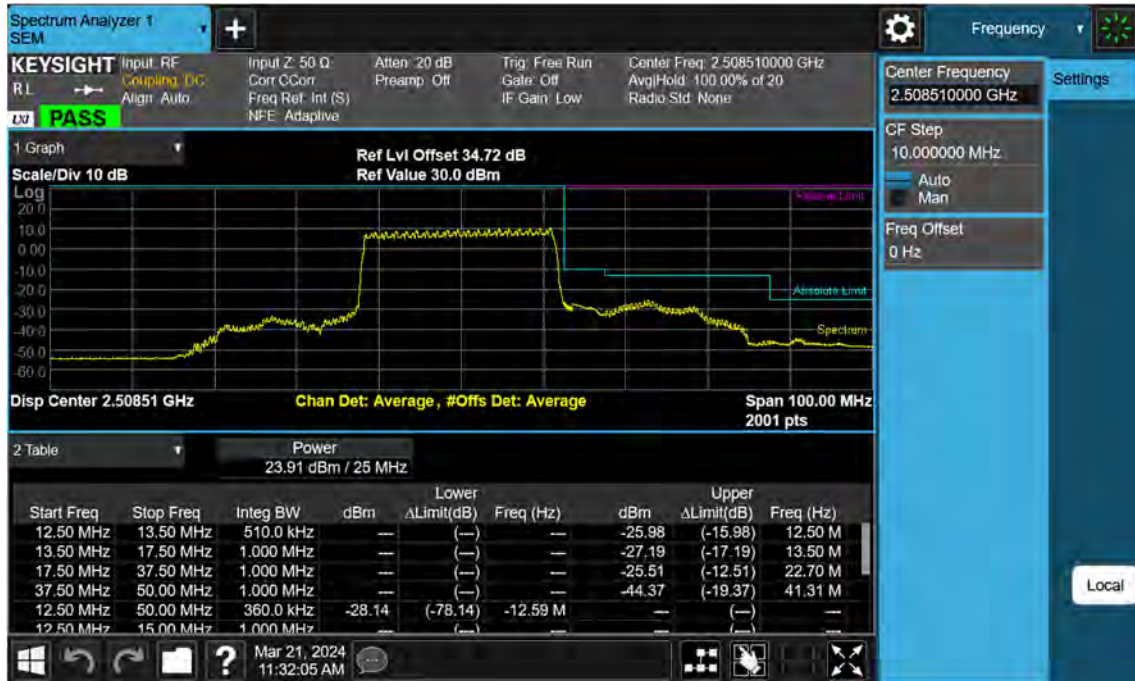 Spectrum Analyzer 1
SEM
+
Frequency
KEYSIGHT
R L
LXI PASS
Input: RF
Coupling: DC
Align: Auto
Input Z: 50 Ω
Corr CCorr
Freq Ref: Int (S)
NFE: Adaptive
Atten: 20 dB
Preamp: Off
Trig: Free Run
Gate: Off
IF Gain: Low
Center Freq: 2.508510000 GHz
Avg|Hold: 100.00% of 20
Radio Std: None
Center Frequency
2.508510000 GHz
Settings
CF Step
10.000000 MHz
Auto
Man
Freq Offset
0 Hz
Local
1 Graph
Scale/Div 10 dB
Ref Lvl Offset 34.72 dB
Ref Value 30.0 dBm
Log
20.0
10.0
0.00
-10.0
-20.0
-30.0
-40.0
-50.0
-60.0
Relative Limit
Absolute Limit
Spectrum
Disp Center 2.50851 GHz
Chan Det: Average, #Offs Det: Average
Span 100.00 MHz
2001 pts
2 Table
Power
23.91 dBm / 25 MHz
Lower Upper
Start Freq Stop Freq Integ BW dBm ΔLimit(dB) Freq (Hz) dBm ΔLimit(dB) Freq (Hz)
12.50 MHz 13.50 MHz 510.0 kHz --- (---) --- -25.98 (-15.98) 12.50 M
13.50 MHz 17.50 MHz 1.000 MHz --- (---) --- -27.19 (-17.19) 13.50 M
17.50 MHz 37.50 MHz 1.000 MHz --- (---) --- -25.51 (-12.51) 22.70 M
37.50 MHz 50.00 MHz 1.000 MHz --- (---) --- -44.37 (-19.37) 41.31 M
12.50 MHz 50.00 MHz 360.0 kHz -28.14 (-78.14) -12.59 M --- (---) ---
12.50 MHz 15.00 MHz 1.000 MHz --- (---) --- --- (---) ---
?
Mar 21, 2024
11:32:05 AM